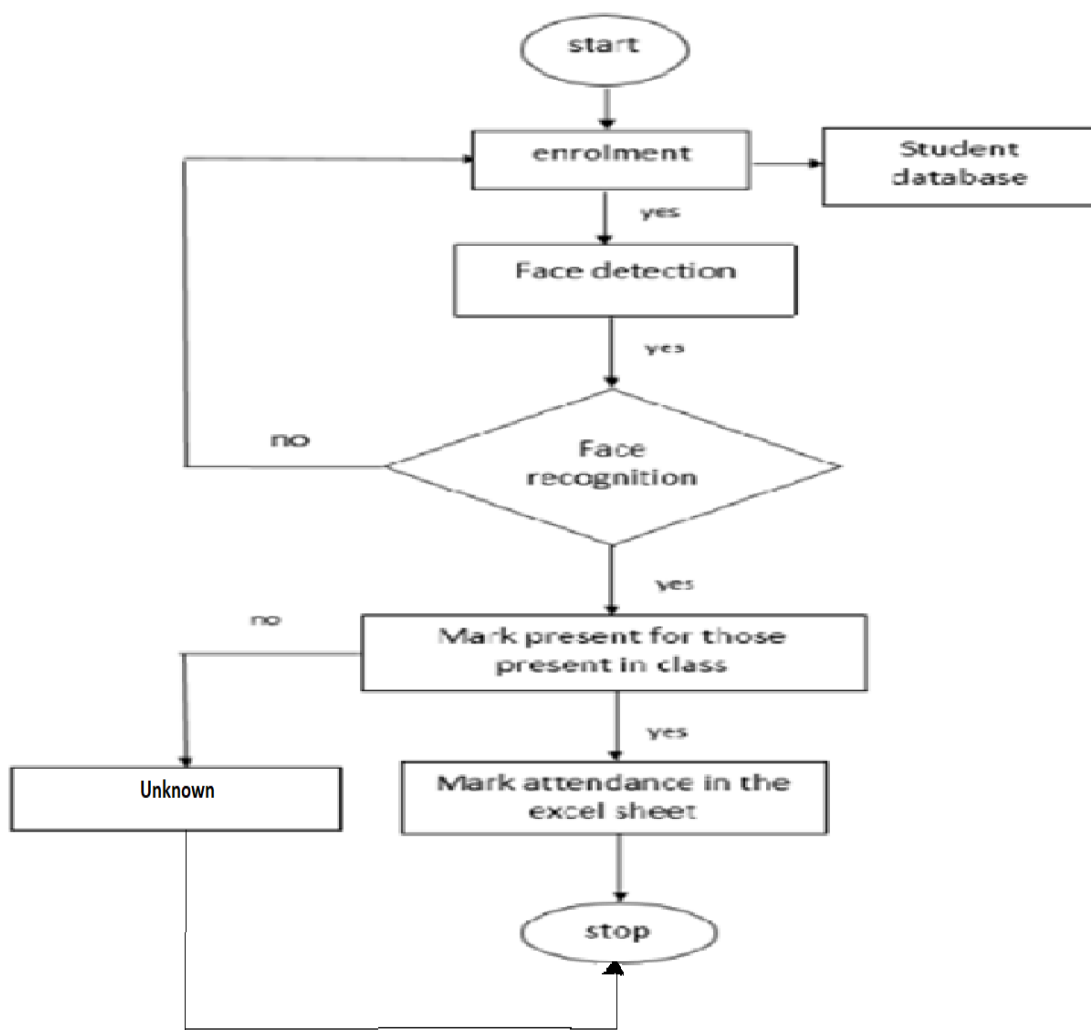 start
enrolment
Student
database
yes
Face detection
yes
no
Face
recognition
yes
no
Mark present for those
present in class
yes
Unknown
Mark attendance in the
excel sheet
stop